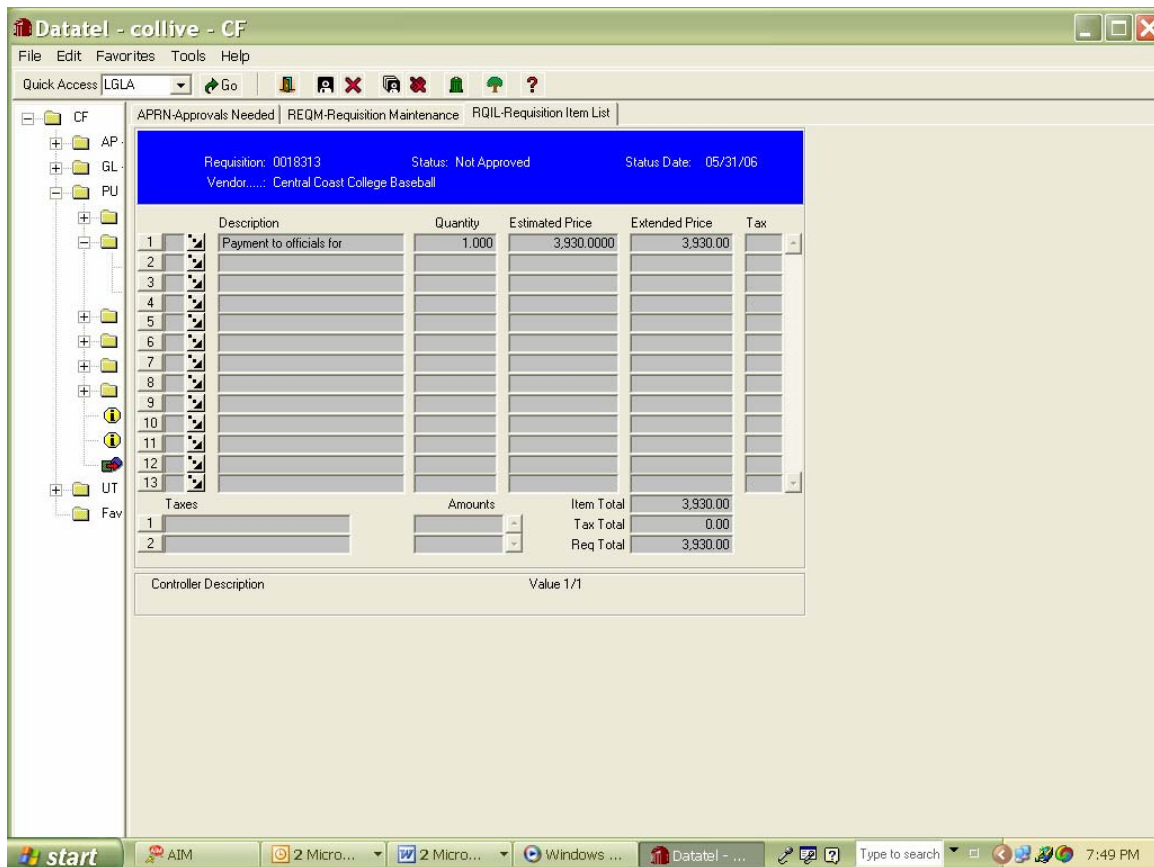 Datatel - collive - CF
File Edit Favorites Tools Help
Quick Access LGLA Go ?
CF
AP
GL
PU
UT
Fav
APRN-Approvals Needed REQM-Requisition Maintenance RQIL-Requisition Item List
Requisition: 0018313 Status: Not Approved Status Date: 05/31/06
Vendor.....: Central Coast College Baseball
Description Quantity Estimated Price Extended Price Tax
1 Payment to officials for 1.000 3,930.0000 3,930.00
2
3
4
5
6
7
8
9
10
11
12
13
Taxes Amounts Item Total 3,930.00
1 Tax Total 0.00
2 Req Total 3,930.00
Controller Description Value 1/1
start AIM 2 Micro... 2 Micro... Windows ... Datatel - ... Type to search 7:49 PM